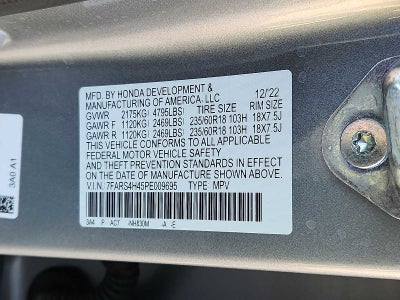 MFD. BY HONDA DEVELOPMENT & 12/'22
MANUFACTURING OF AMERICA, LLC
GVWR 2175KG( 4795LBS) TIRE SIZE RIM SIZE
GAWR F 1120KG( 2469LBS) 235/60R18 103H 18X7.5J
GAWR R 1120KG( 2469LBS) 235/60R18 103H 18X7.5J
THIS VEHICLE CONFORMS TO ALL APPLICABLE
FEDERAL MOTOR VEHICLE SAFETY
AND THEFT PREVENTION STANDARDS IN EFFECT
ON THE DATE OF MANUFACTURE SHOWN ABOVE.
V.I.N. 7FARS4H45PE009695 TYPE MPV
3A4 P ACT -NH830M -A -E
3A0 A1